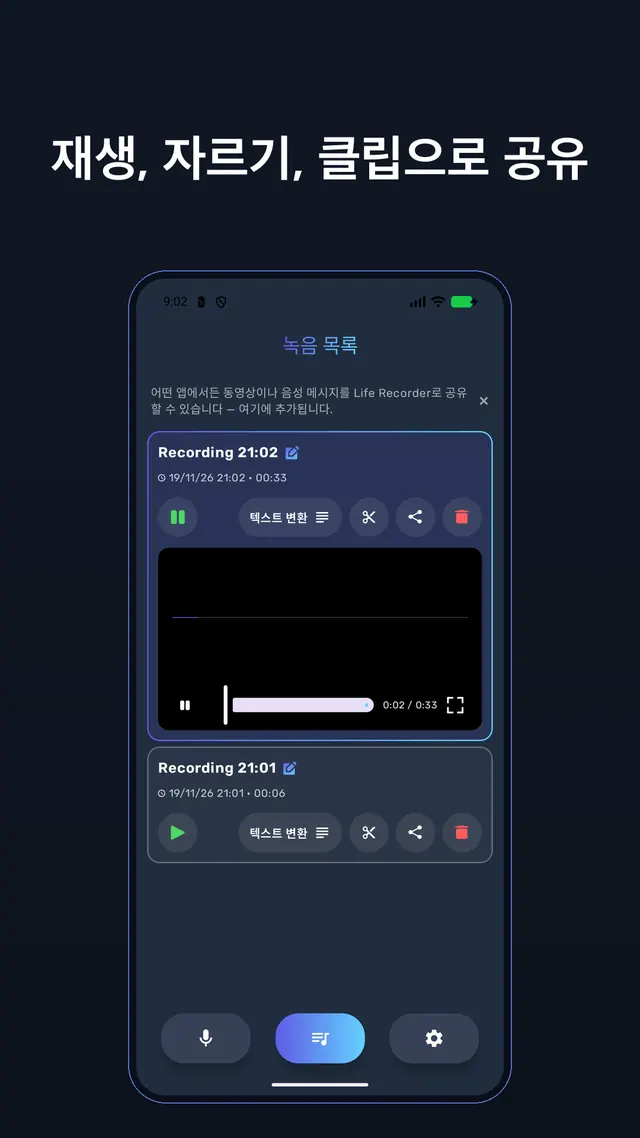 재생, 자르기, 클립으로 공유
9:02
녹음 목록
어떤 앱에서든 동영상이나 음성 메시지를 Life Recorder로 공유
할 수 있습니다 — 여기에 추가됩니다.
Recording 21:02
19/11/26 21:02 • 00:33
텍스트 변환
0:02 / 0:33
Recording 21:01
19/11/26 21:01 • 00:06
텍스트 변환